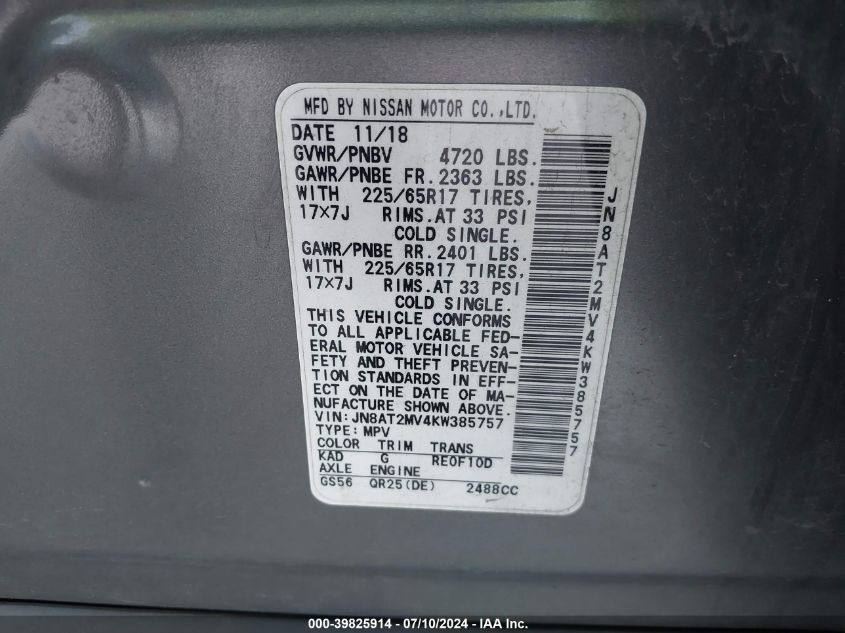 MFD BY NISSAN MOTOR CO.,LTD.
DATE 11/18
GVWR/PNBV 4720 LBS.
GAWR/PNBE FR. 2363 LBS.
WITH 225/65R17 TIRES,
17×7J RIMS.AT 33 PSI
COLD SINGLE.
GAWR/PNBE RR. 2401 LBS.
WITH 225/65R17 TIRES,
17×7J RIMS.AT 33 PSI
COLD SINGLE.
THIS VEHICLE CONFORMS
TO ALL APPLICABLE FED-
ERAL MOTOR VEHICLE SA-
FETY AND THEFT PREVEN-
TION STANDARDS IN EFF-
ECT ON THE DATE OF MA-
NUFACTURE SHOWN ABOVE.
VIN:JN8AT2MV4KW385757
TYPE:MPV
COLOR TRIM TRANS
KAD G RE0F10D
AXLE ENGINE
GS56 QR25(DE) 2488CC
JN8AT2MV4KW385757
000-39825914 - 07/10/2024 - IAA Inc.